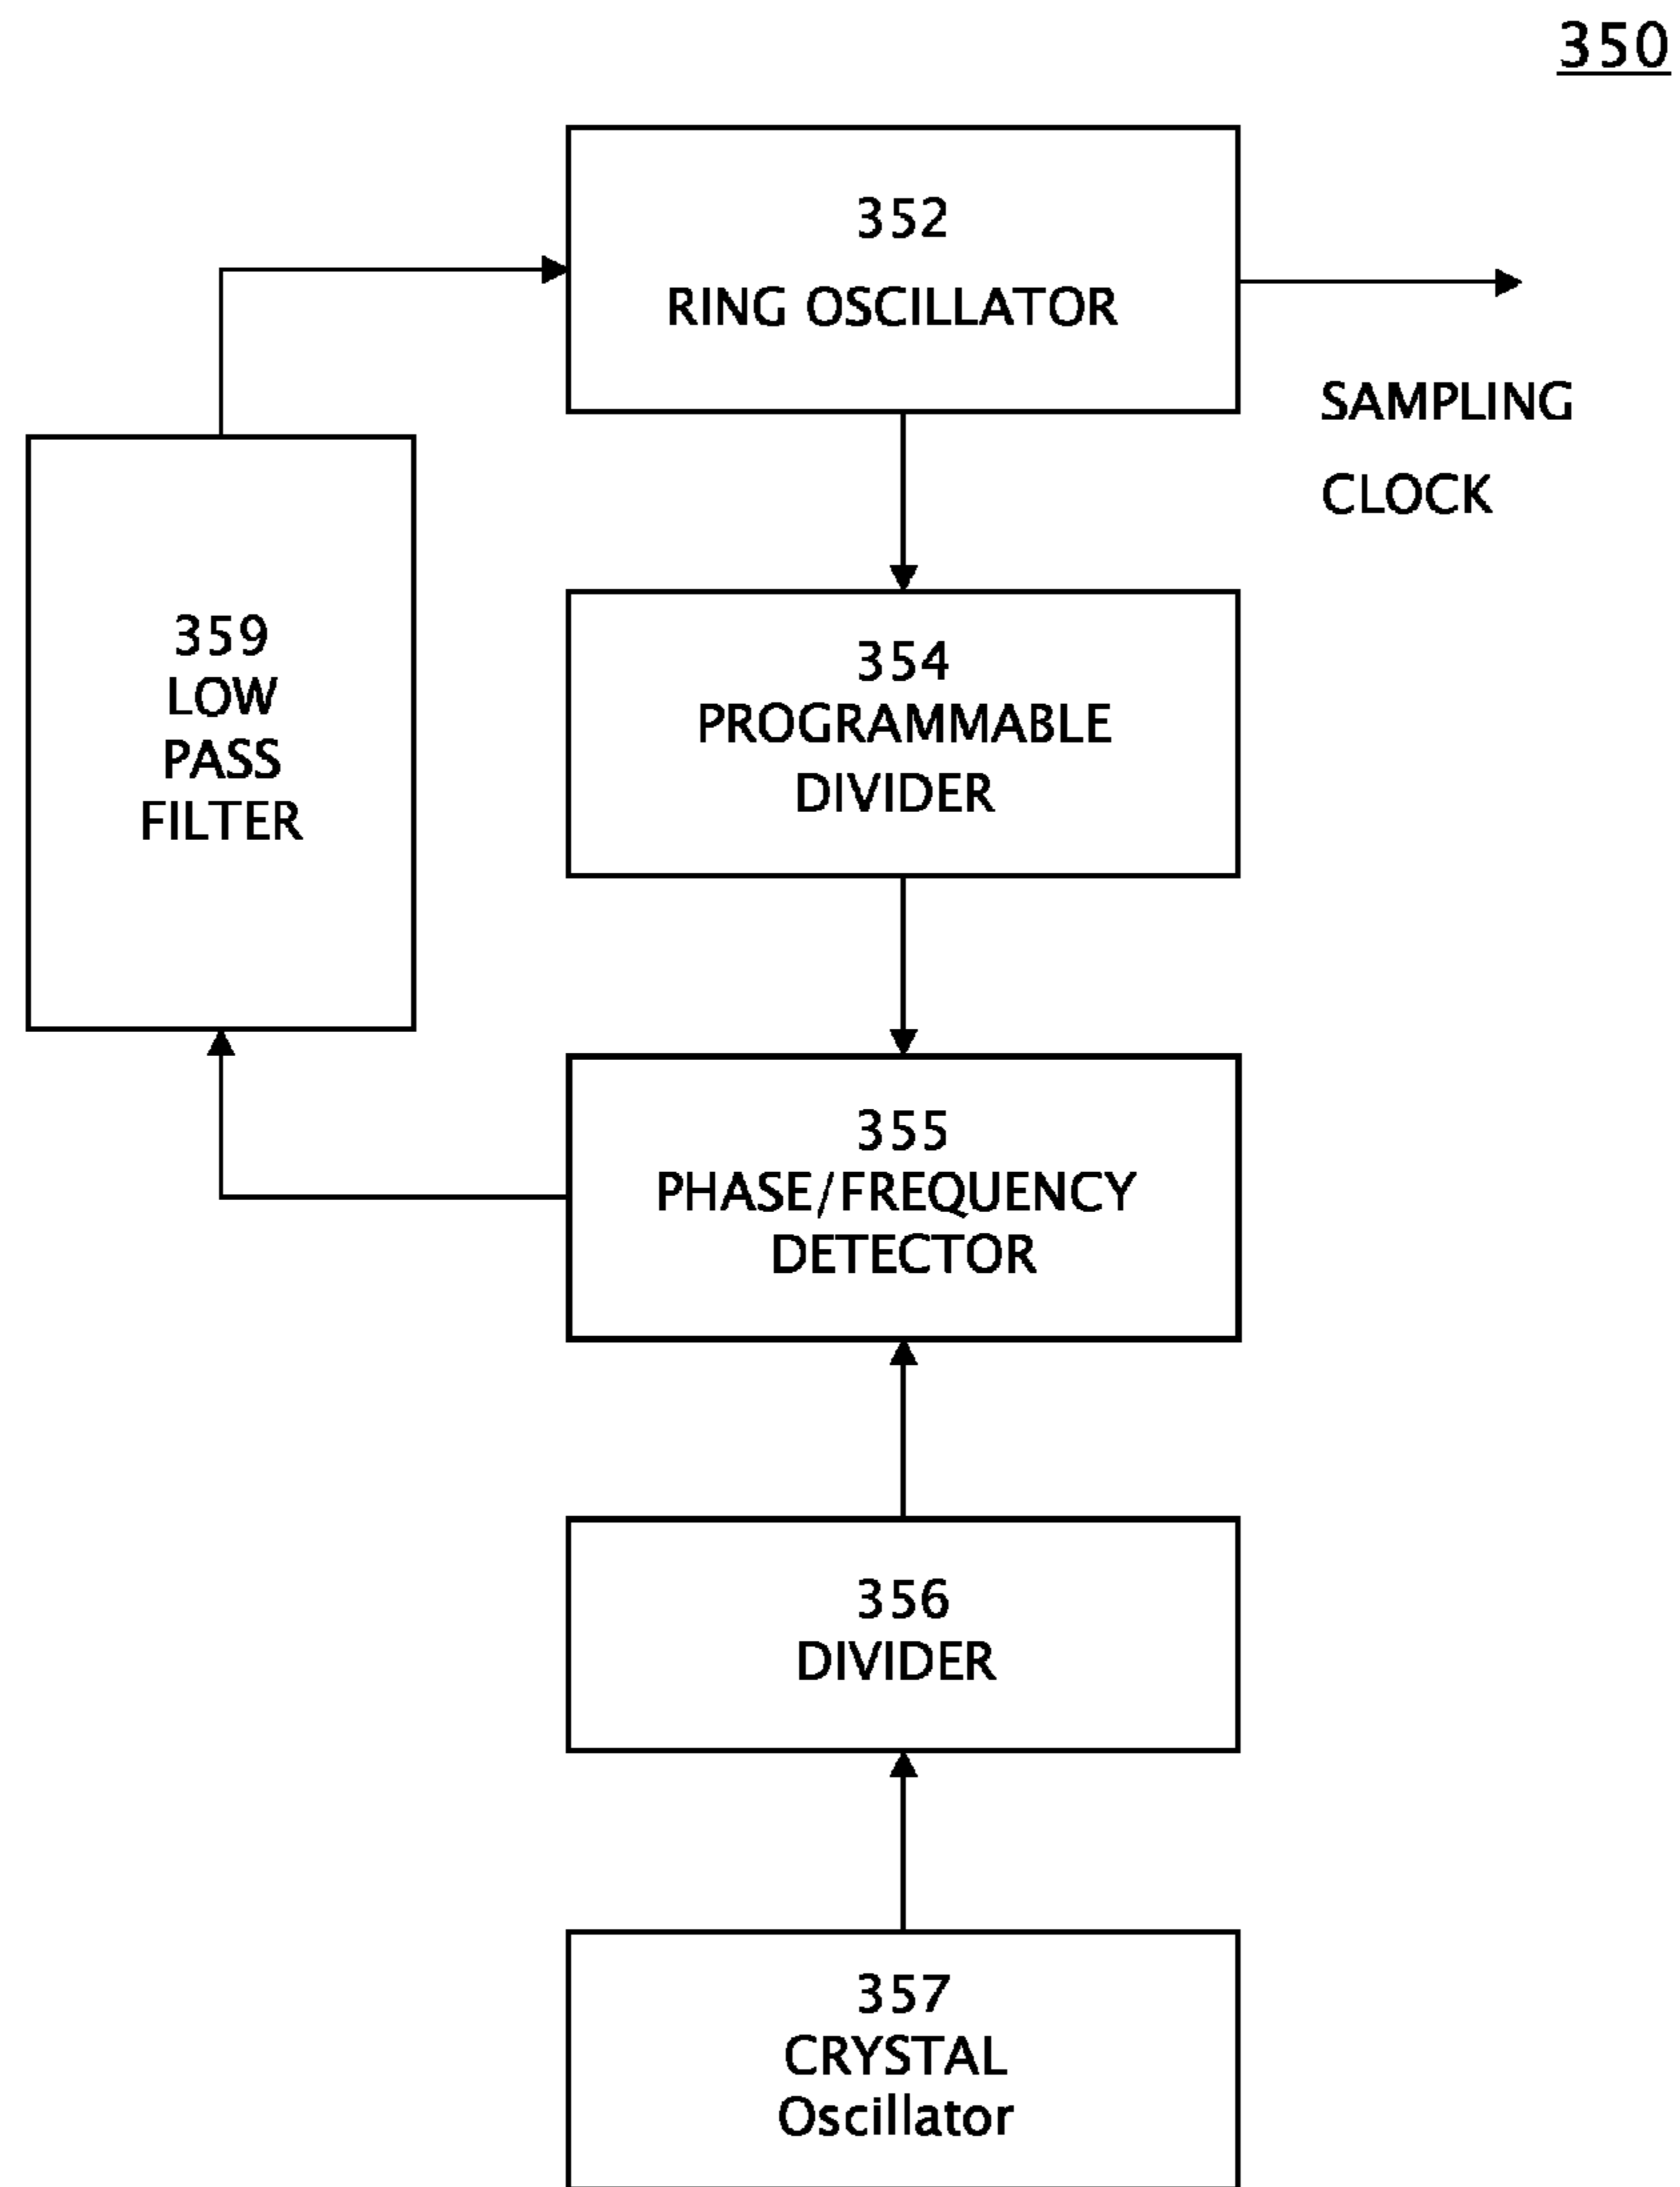 350
352
RING OSCILLATOR
SAMPLING
CLOCK
359
LOW
PASS
FILTER
354
PROGRAMMABLE
DIVIDER
355
PHASE/FREQUENCY
DETECTOR
356
DIVIDER
357
CRYSTAL
Oscillator